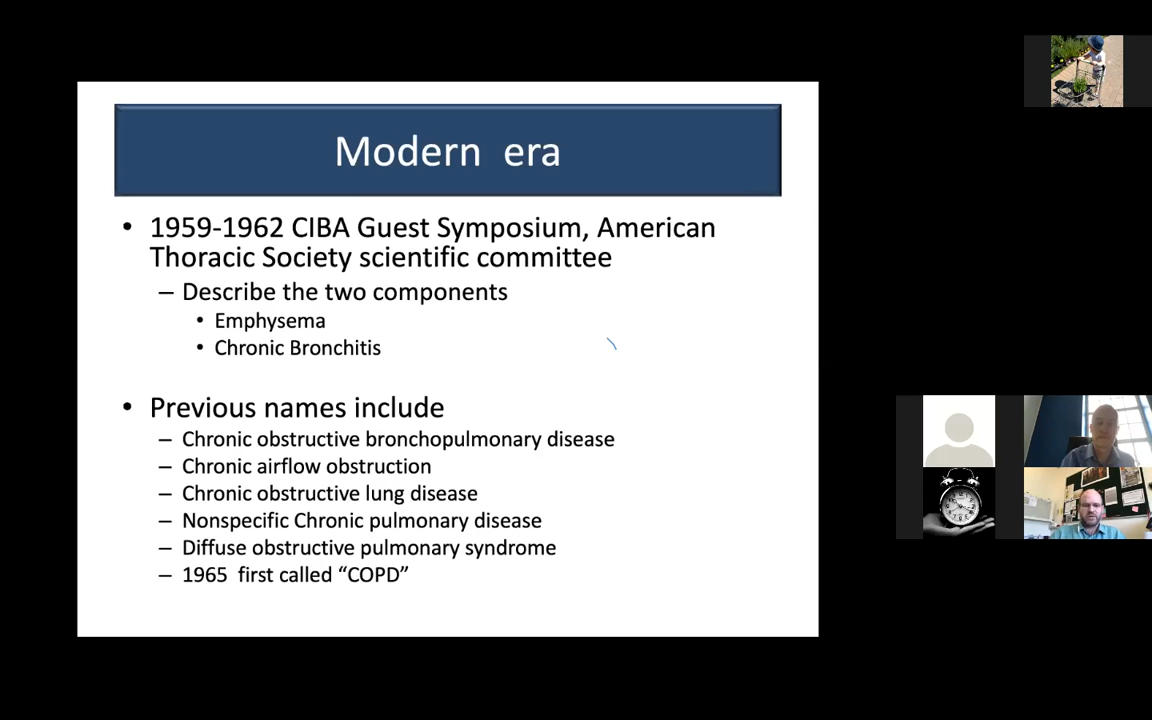 Modern era
• 1959-1962 CIBA Guest Symposium, American
Thoracic Society scientific committee
– Describe the two components
• Emphysema
• Chronic Bronchitis
• Previous names include
– Chronic obstructive bronchopulmonary disease
– Chronic airflow obstruction
– Chronic obstructive lung disease
– Nonspecific Chronic pulmonary disease
– Diffuse obstructive pulmonary syndrome
– 1965 first called “COPD”